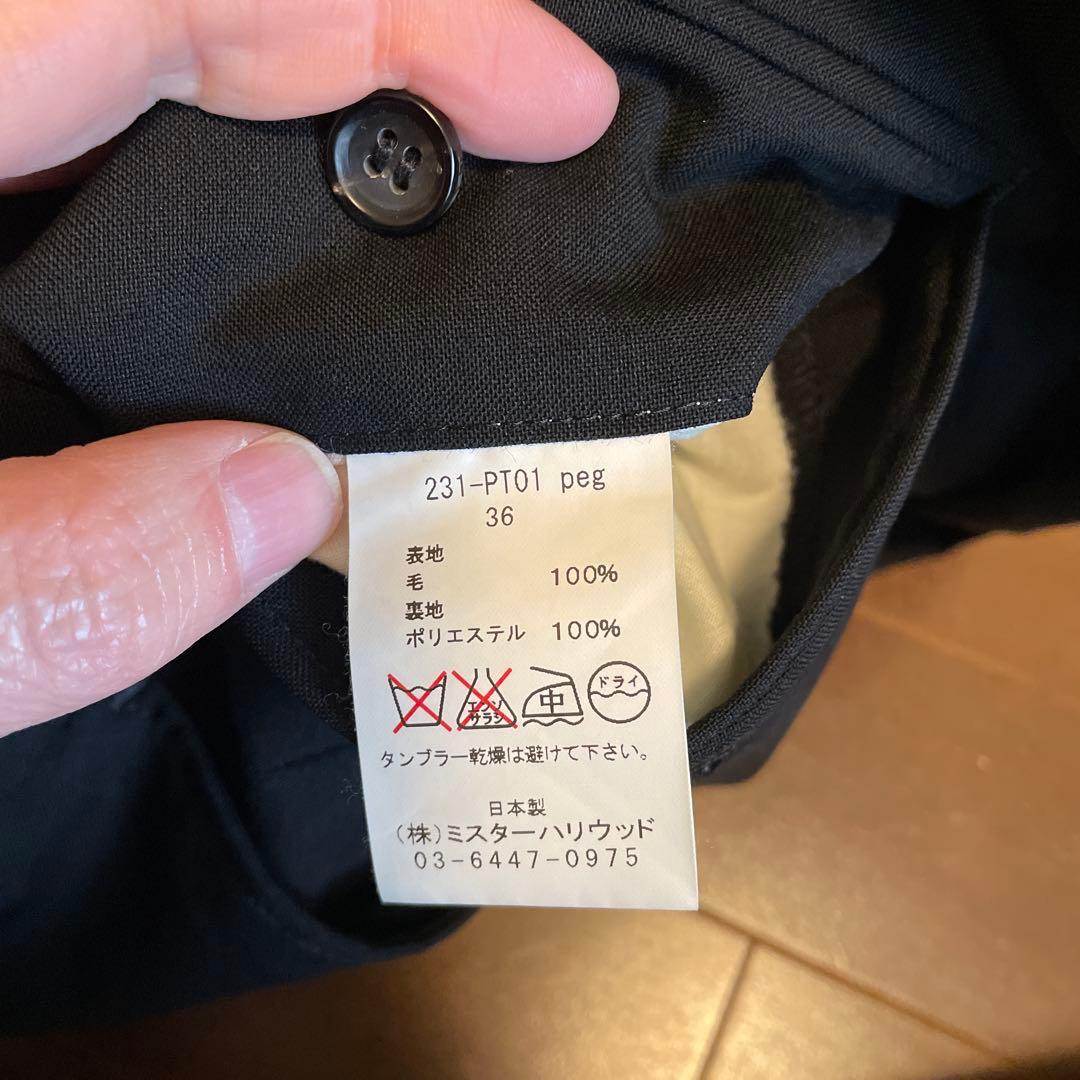 231-PT01 peg
36
表地
毛 100%
裏地
ポリエステル 100%
エンソ
サラシ
中
ドライ
タンブラー乾燥は避けて下さい。
日本製
(株)ミスターハリウッド
03-6447-0975